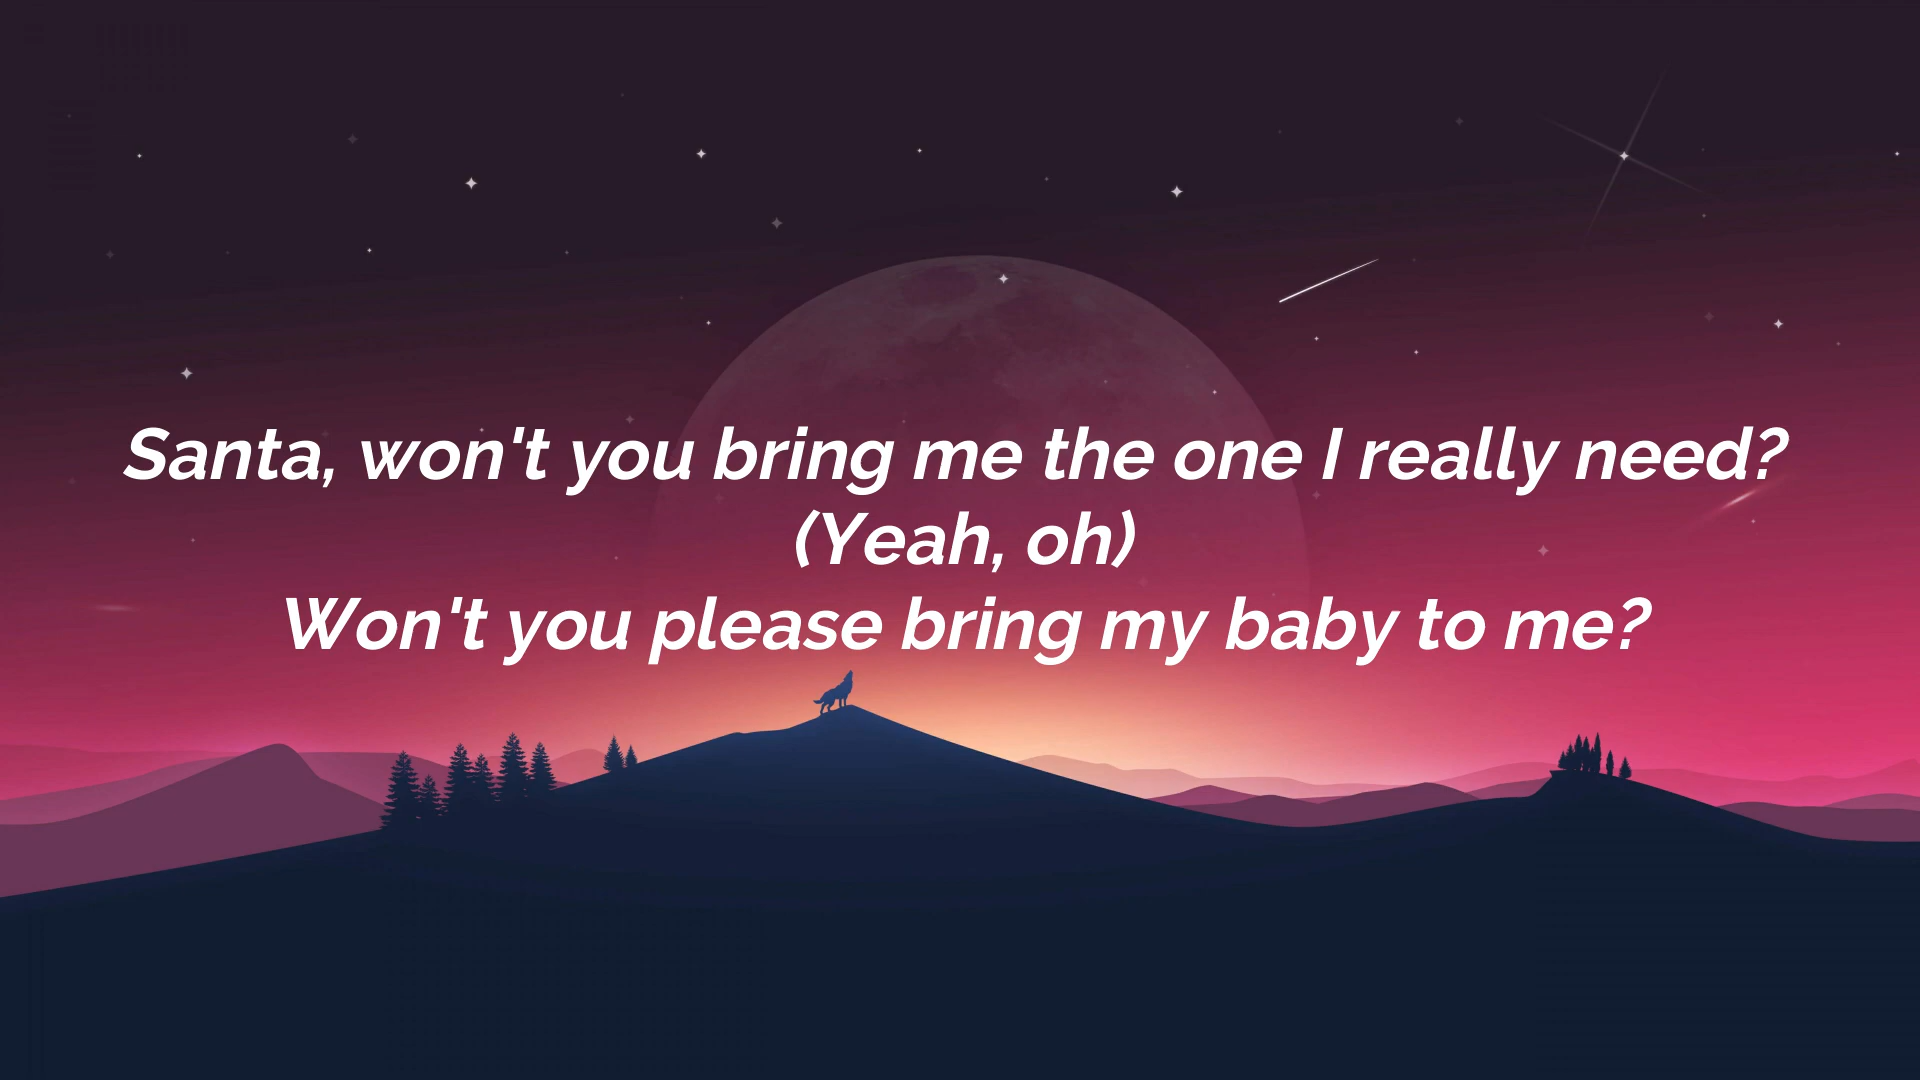 Santa, won't you bring me the one I really need?
(Yeah, oh)
Won't you please bring my baby to me?